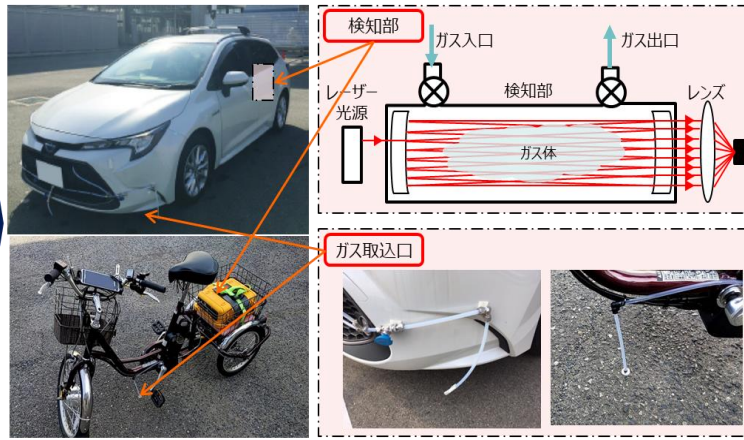 検知部
ガス入口
ガス出口
レーザー
光源
検知部
レンズ
ガス体
ガス取込口